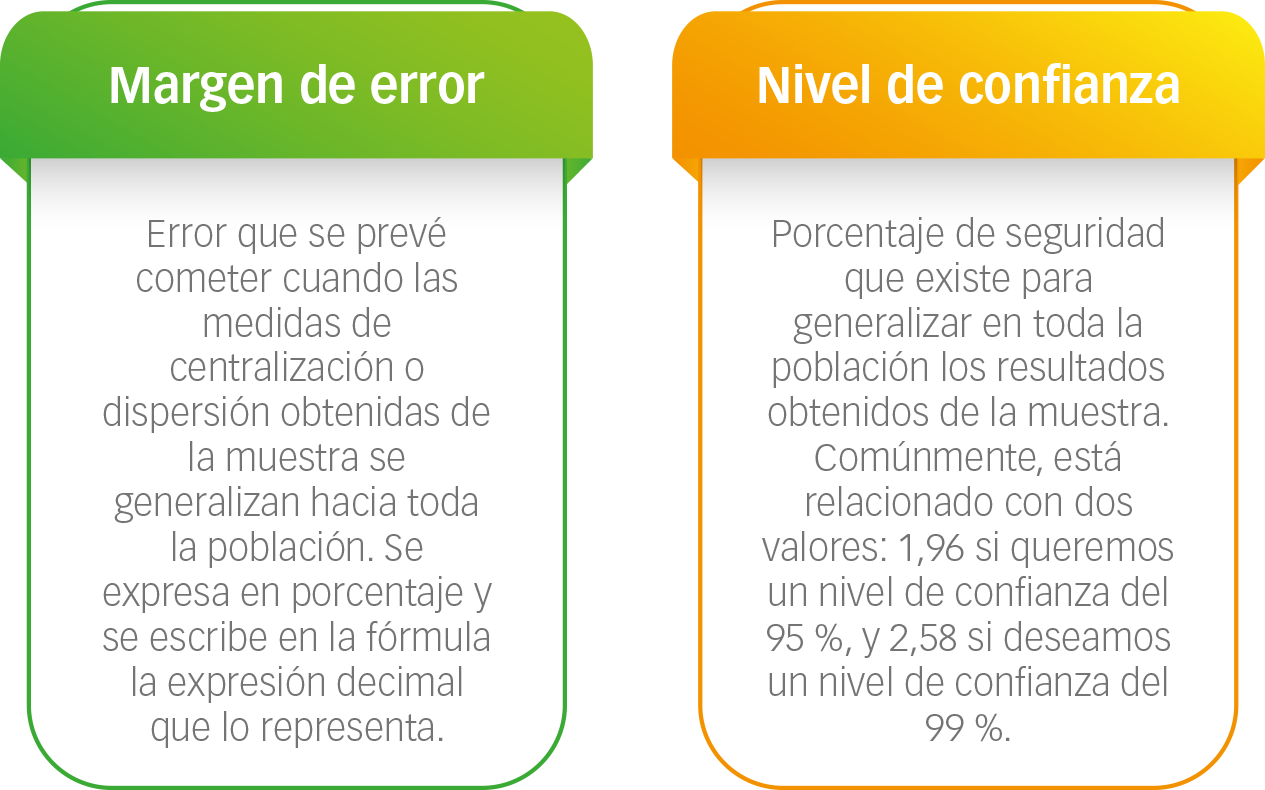 Margen de error
Error que se prevé
cometer cuando las
medidas de
centralización o
dispersión obtenidas de
la muestra se
generalizan hacia toda
la población. Se
expresa en porcentaje y
se escribe en la fórmula
la expresión decimal
que lo representa.
Nivel de confianza
Porcentaje de seguridad
que existe para
generalizar en toda la
población los resultados
obtenidos de la muestra.
Comúnmente, está
relacionado con dos
valores: 1,96 si queremos
un nivel de confianza del
95 %, y 2,58 si deseamos
un nivel de confianza del
99 %.